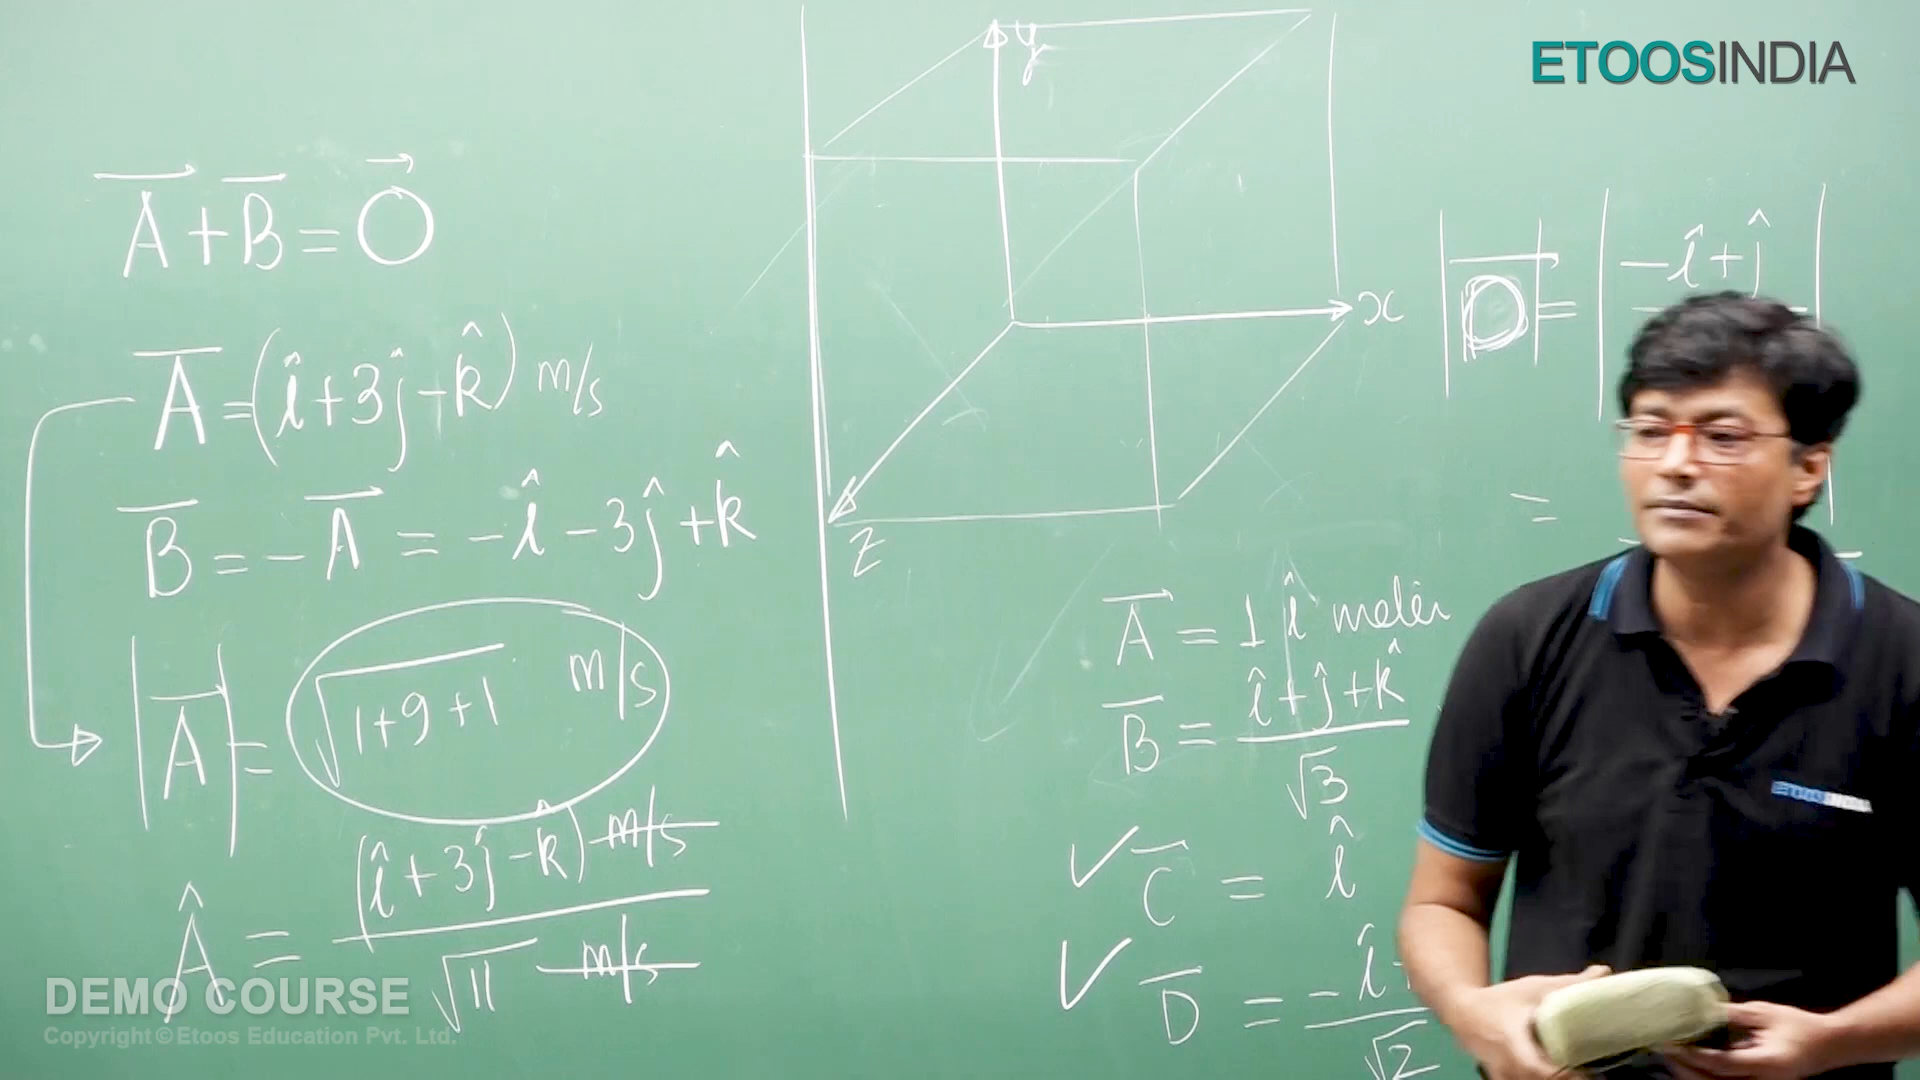 ETOOSINDIA
y
A + B = O
|O| = |-î+ĵ
x
A = (î+3ĵ-k̂) m/s
B = -A = -î-3ĵ+k̂
=
z
A = 1 î meter
|A| = √1+9+1 m/s
B = î+ĵ+k̂
√3
ETOOSINDIA
(î+3ĵ-k̂) m/s
 = 
√11 m/s
✓ C = î
✓ D = -î+
√2
DEMO COURSE
Copyright © Etoos Education Pvt. Ltd.